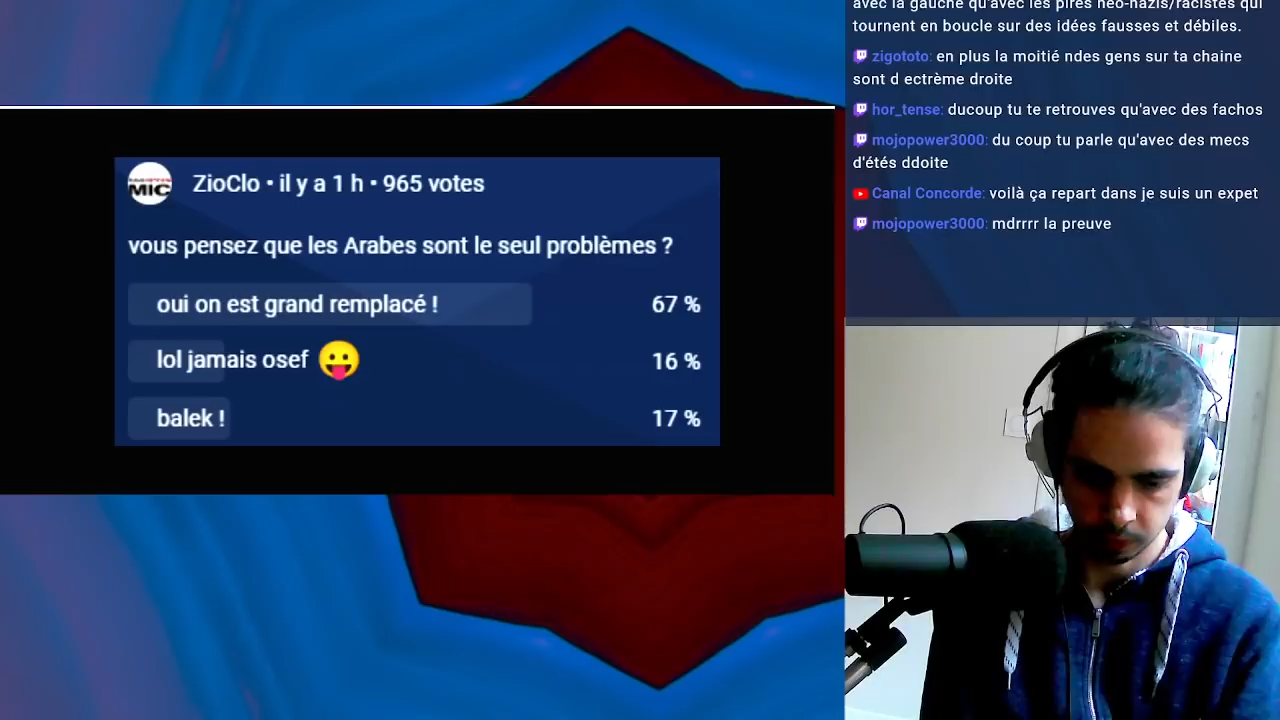 MIC
ZioClo • il y a 1 h • 965 votes
vous pensez que les Arabes sont le seul problèmes ?
oui on est grand remplacé !
67 %
lol jamais osef 😛
16 %
balek !
17 %
avec la gauche qu'avec les pires néo-nazis/racistes qui
tournent en boucle sur des idées fausses et débiles.
zigototo: en plus la moitié ndes gens sur ta chaine
sont d ectrème droite
hor_tense: ducoup tu te retrouves qu'avec des fachos
mojopower3000: du coup tu parle qu'avec des mecs
d'étés ddoite
Canal Concorde: voilà ça repart dans je suis un expet
mojopower3000: mdrrrr la preuve